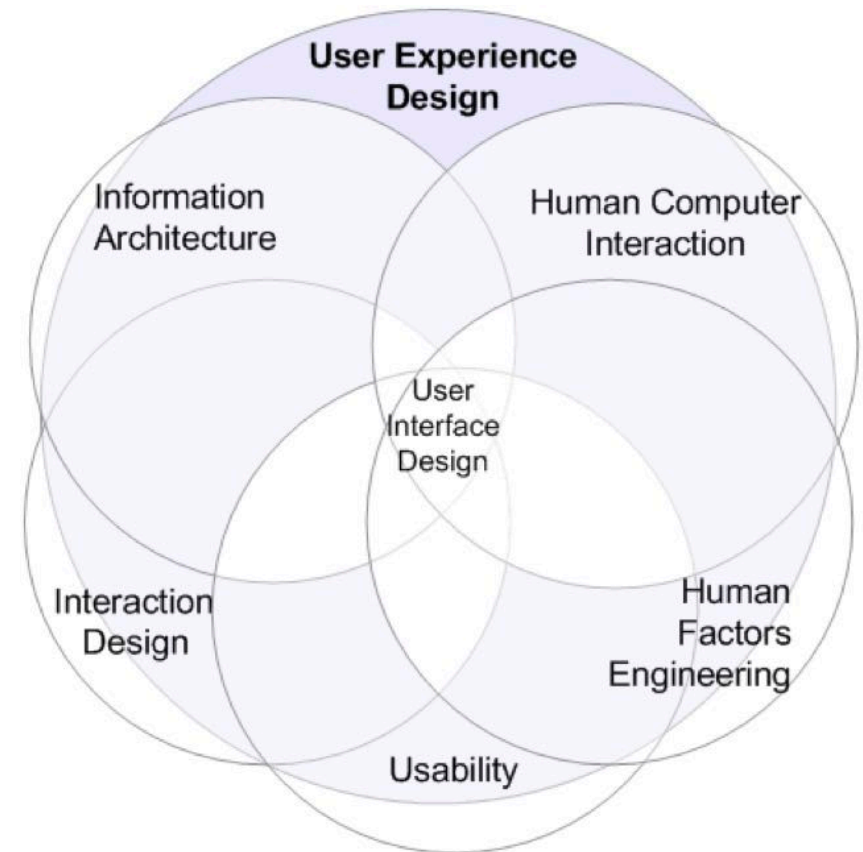 User Experience
Design
Information
Architecture
Human Computer
Interaction
User
Interface
Design
Interaction
Design
Human
Factors
Engineering
Usability